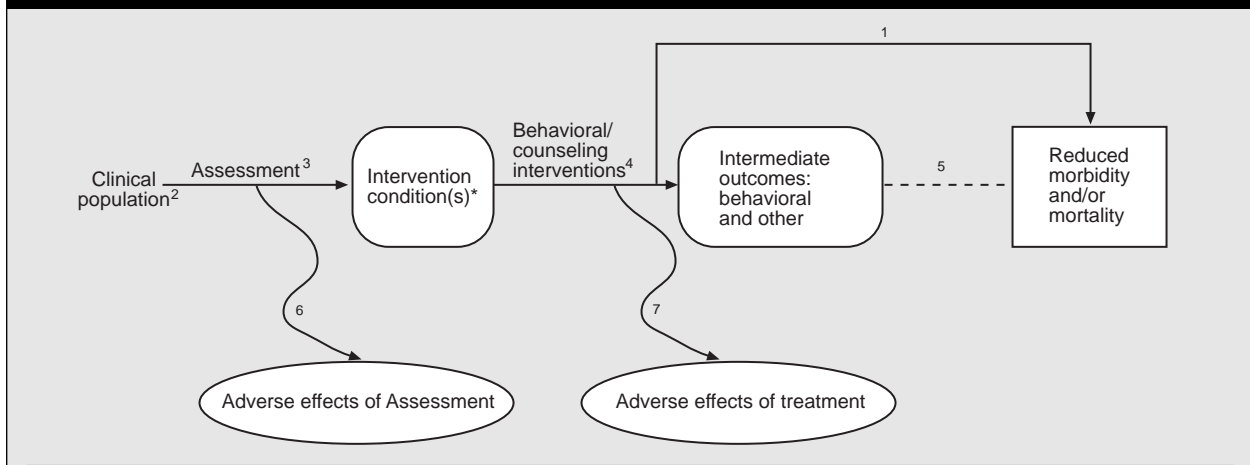 1
Behavioral/
counseling
interventions4
Assessment3
Clinical
population2
Intervention
condition(s)*
Intermediate
outcomes:
behavioral
and other
5
Reduced
morbidity
and/or
mortality
6
7
Adverse effects of Assessment
Adverse effects of treatment